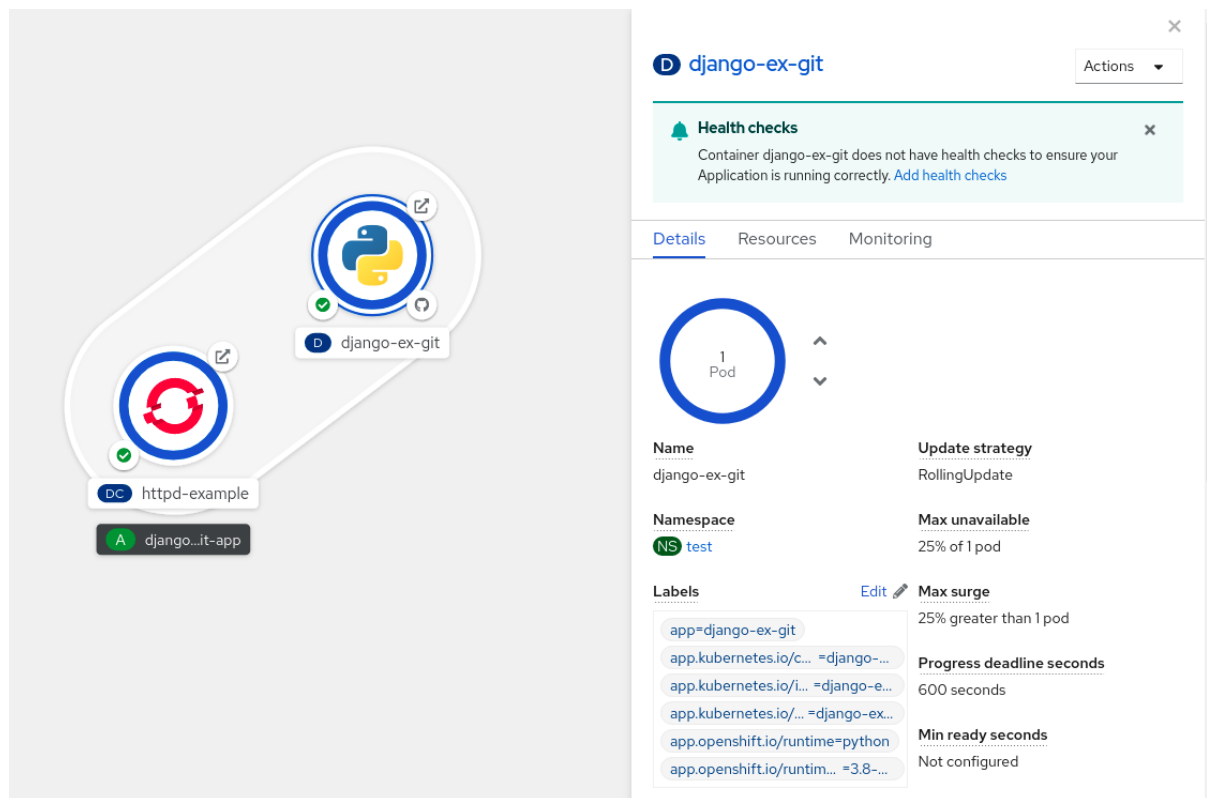 D django-ex-git
DC httpd-example
A django...it-app
D django-ex-git
Actions
Health checks
Container django-ex-git does not have health checks to ensure your
Application is running correctly. Add health checks
Details Resources Monitoring
1
Pod
Name
django-ex-git
Namespace
NS test
Labels Edit
app=django-ex-git
app.kubernetes.io/c... =django-...
app.kubernetes.io/i... =django-e...
app.kubernetes.io/... =django-ex...
app.openshift.io/runtime=python
app.openshift.io/runtim... =3.8-...
Update strategy
RollingUpdate
Max unavailable
25% of 1 pod
Max surge
25% greater than 1 pod
Progress deadline seconds
600 seconds
Min ready seconds
Not configured